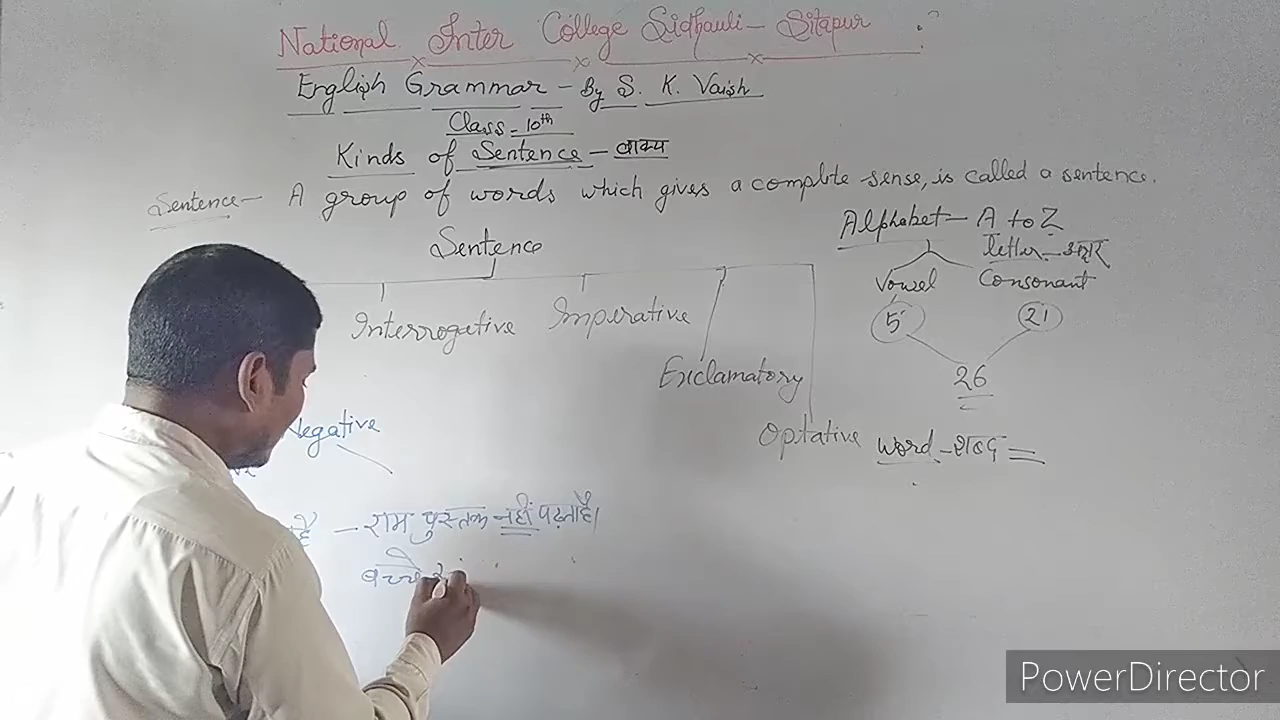 National Inter College Sidhauli - Sitapur ?
English Grammar - By S. K. Vaish
Class - 10th
Kinds of Sentence - वाक्य
Sentence - A group of words which gives a complete sense, is called a sentence.
Sentence
Interrogative
Imperative
Exclamatory
Optative
Alphabet - A to Z
letter - अक्षर
Vowel
Consonant
5
21
26
word - शब्द =
Negative
है - राम पुस्तक नहीं पढ़ता है।
बच्चे
PowerDirector